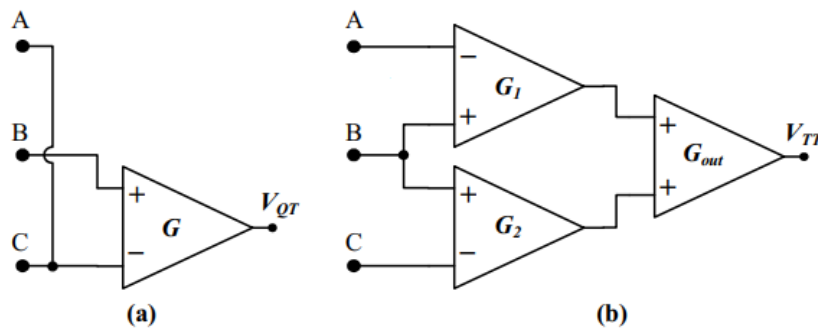 A
B
C
+
−
G
V_QT
(a)
A
B
C
−
+
G_1
+
−
G_2
+
+
G_out
V_TT
(b)